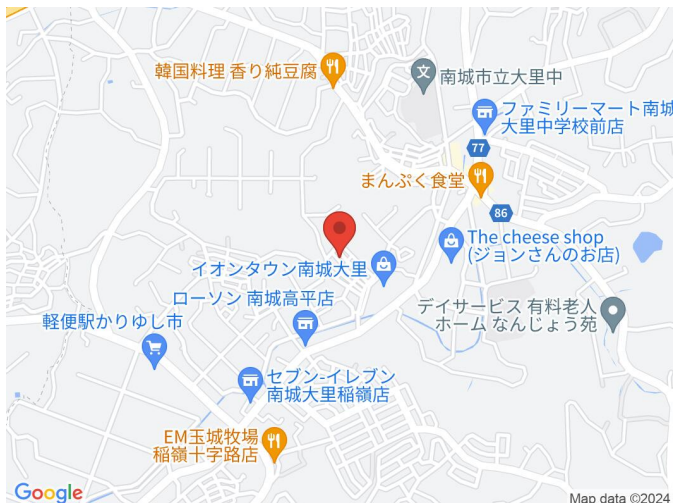 韓国料理 香り純豆腐
南城市立大里中
ファミリーマート南城
大里中学校前店
77
まんぷく食堂
86
The cheese shop
(ジョンさんのお店)
イオンタウン南城大里
ローソン 南城高平店
デイサービス 有料老人
ホーム なんじょう苑
軽便駅かりゆし市
セブン-イレブン
南城大里稲嶺店
EM玉城牧場
稲嶺十字路店
Google
Map data ©2024